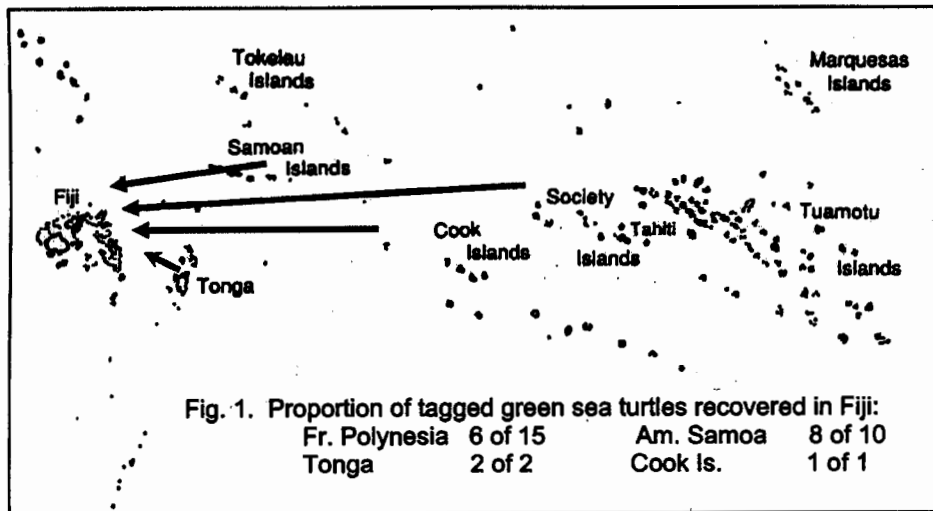 Tokelau
Islands
Marquesas
Islands
Samoan
Islands
Fiji
Society
Islands
Tahiti
Tuamotu
Islands
Cook
Islands
Tonga
Fig. 1. Proportion of tagged green sea turtles recovered in Fiji:
Fr. Polynesia 6 of 15 Am. Samoa 8 of 10
Tonga 2 of 2 Cook Is. 1 of 1